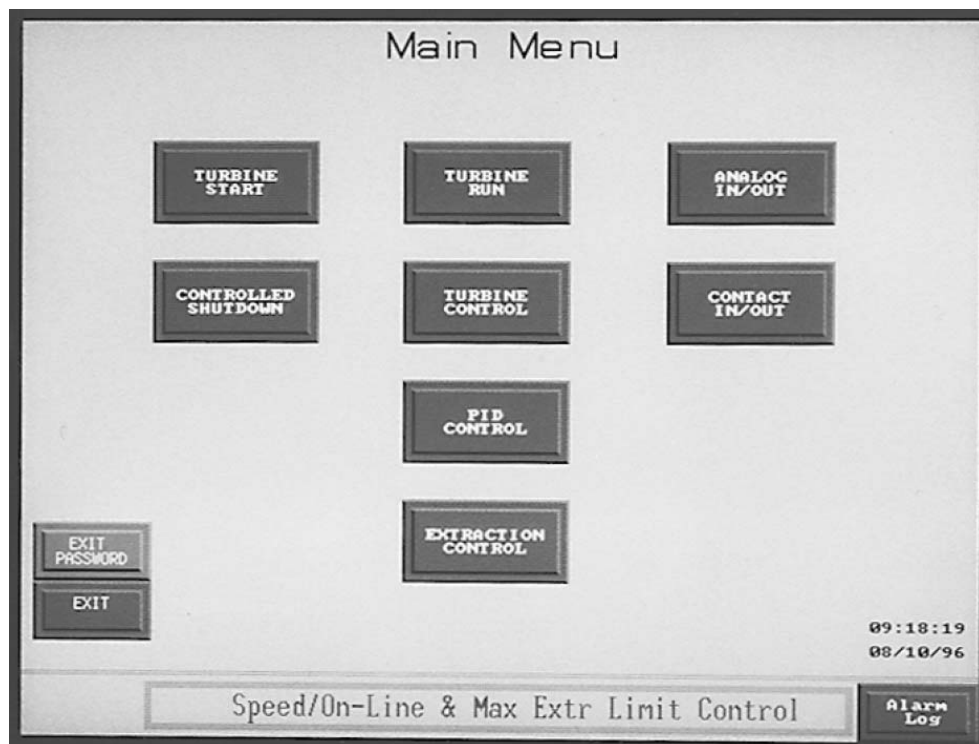 Main Menu
TURBINE
START
TURBINE
RUN
ANALOG
IN/OUT
CONTROLLED
SHUTDOWN
TURBINE
CONTROL
CONTACT
IN/OUT
PID
CONTROL
EXTRACTION
CONTROL
EXIT
PASSWORD
EXIT
09:18:19
08/10/96
Speed/On-Line & Max Extr Limit Control
Alarm
Log